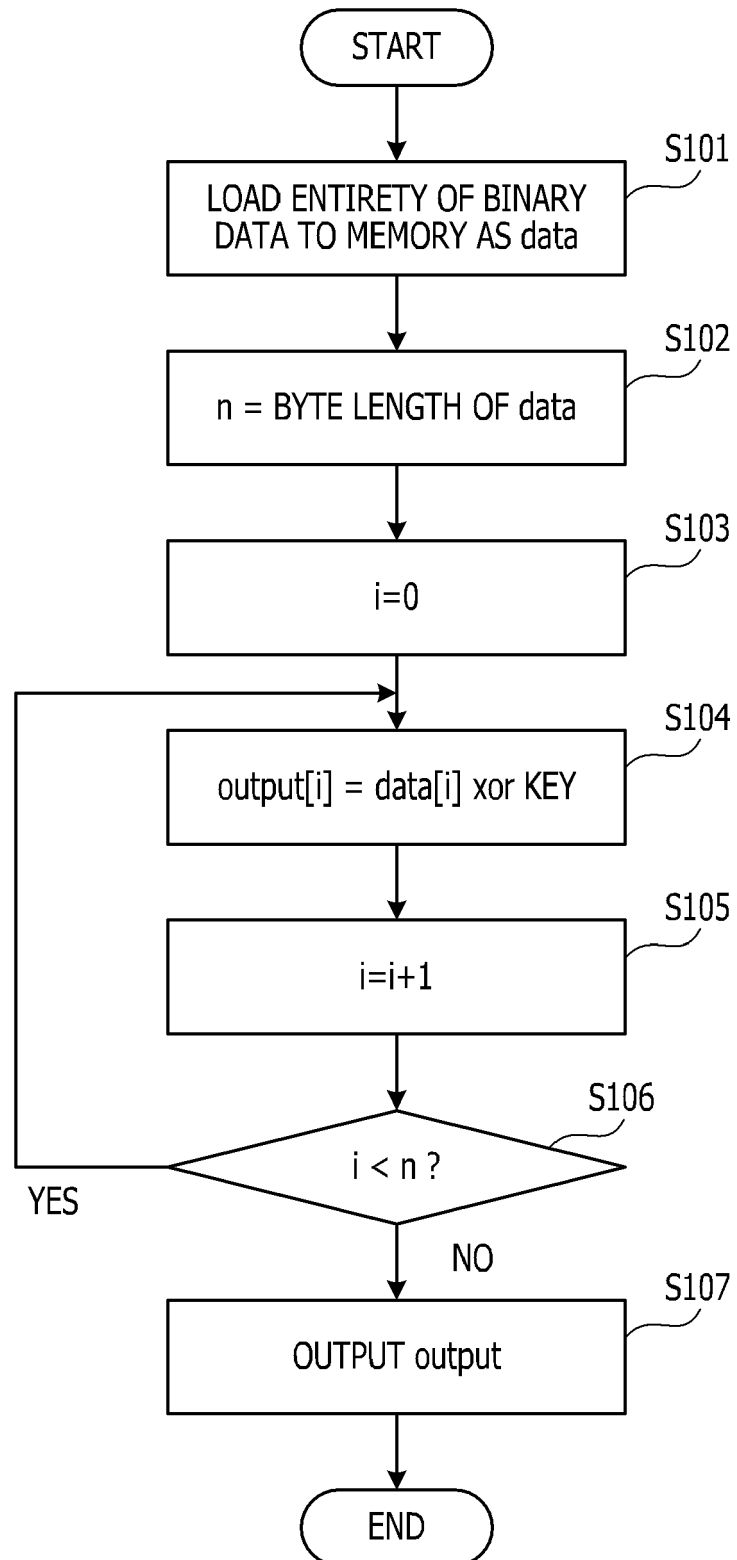 START
S101
LOAD ENTIRETY OF BINARY
DATA TO MEMORY AS data
S102
n = BYTE LENGTH OF data
S103
i=0
S104
output[i] = data[i] xor KEY
S105
i=i+1
S106
i < n ?
YES
NO
S107
OUTPUT output
END